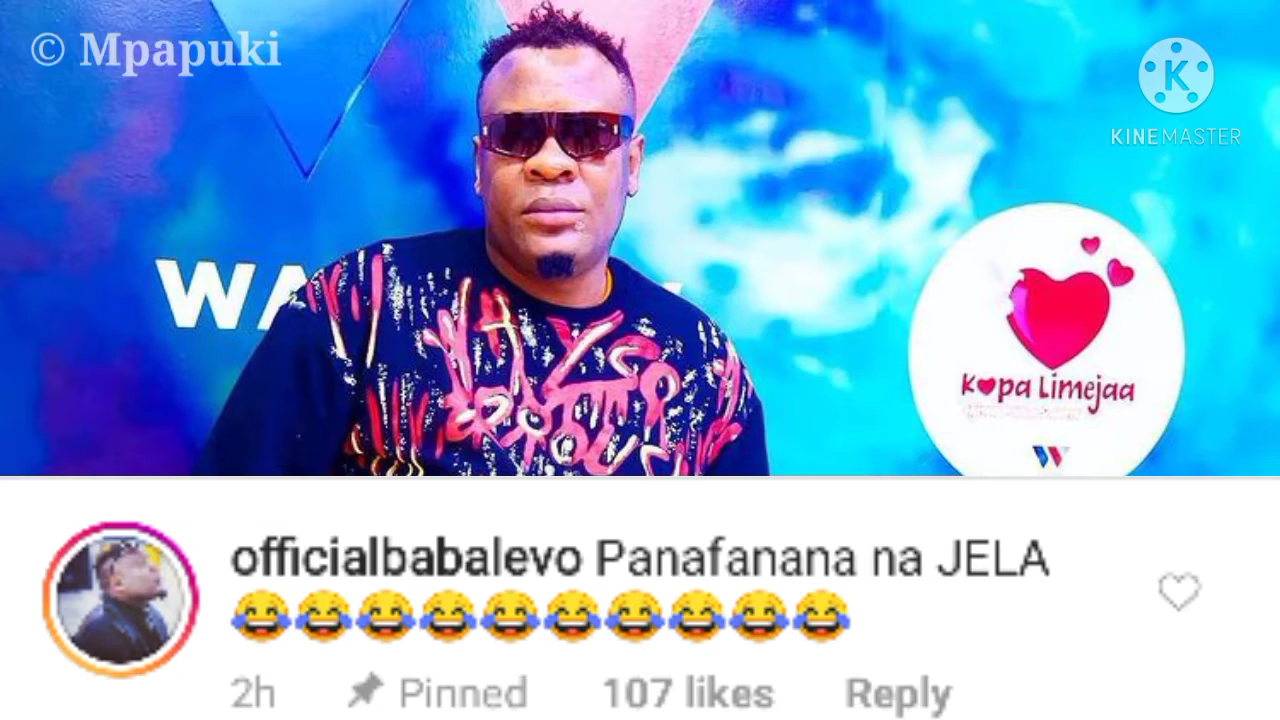 © Mpapuki
KINEMASTER
WA
Kopa Limejaa
officialbabalevo Panafanana na JELA
😂😂😂😂😂😂😂😂😂😂
2h Pinned 107 likes Reply